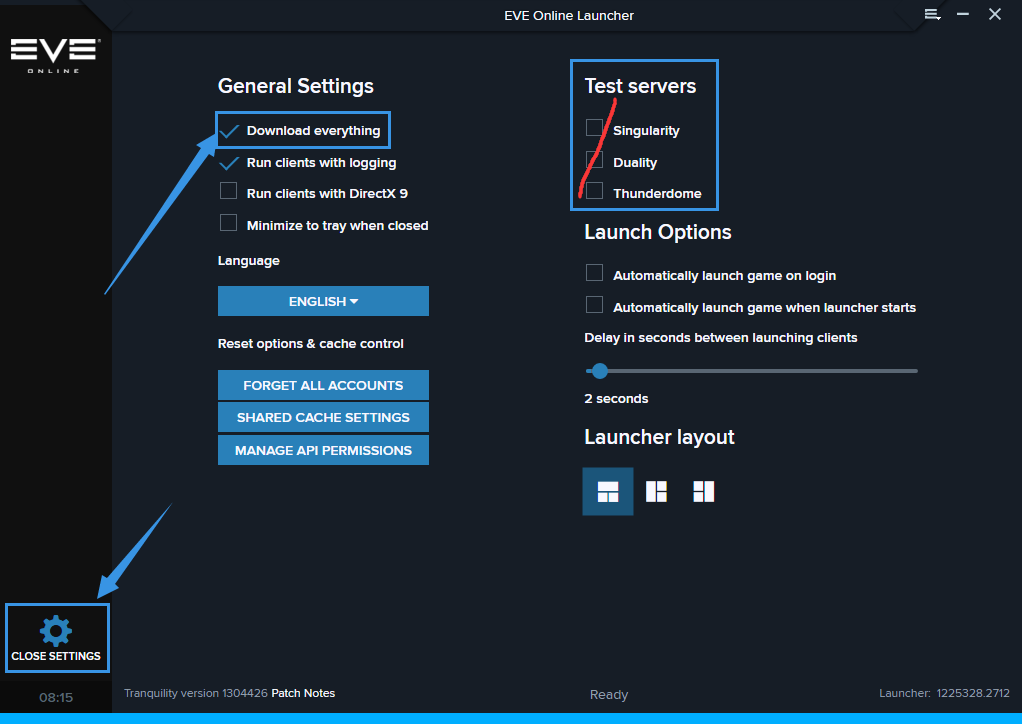 EVE Online Launcher
EVE
ONLINE
General Settings
Download everything
Run clients with logging
Run clients with DirectX 9
Minimize to tray when closed
Language
ENGLISH
Reset options & cache control
FORGET ALL ACCOUNTS
SHARED CACHE SETTINGS
MANAGE API PERMISSIONS
Test servers
Singularity
Duality
Thunderdome
Launch Options
Automatically launch game on login
Automatically launch game when launcher starts
Delay in seconds between launching clients
2 seconds
Launcher layout
CLOSE SETTINGS
08:15
Tranquility version 1304426 Patch Notes
Ready
Launcher: 1225328.2712